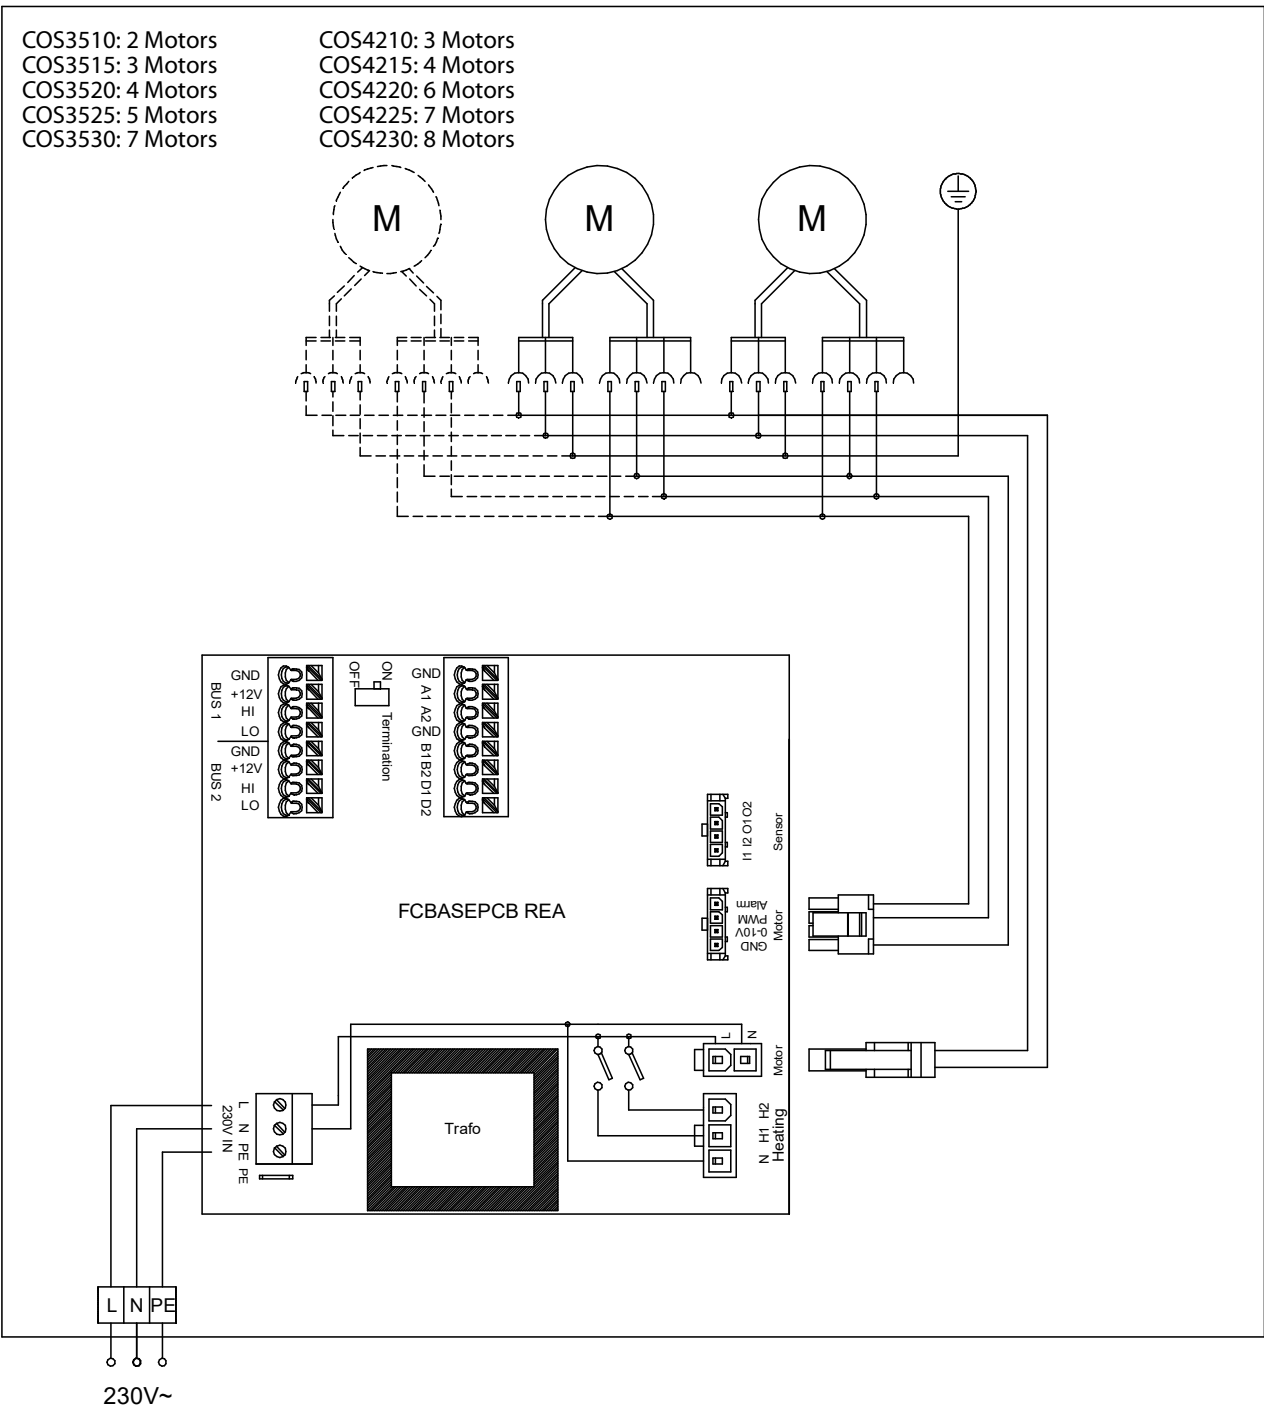 COS3510: 2 Motors
COS3515: 3 Motors
COS3520: 4 Motors
COS3525: 5 Motors
COS3530: 7 Motors
COS4210: 3 Motors
COS4215: 4 Motors
COS4220: 6 Motors
COS4225: 7 Motors
COS4230: 8 Motors
M
M
M
BUS 1
GND
+12V
HI
LO
BUS 2
GND
+12V
HI
LO
OFF
ON
Termination
GND
A1
A2
GND
B1
B2
D1
D2
I1 I2 O1 O2
Sensor
FCBASEPCB REA
Alarm
PWM
0-10V
GND
Motor
L
N
Motor
H2
H1
N
Heating
Trafo
230V IN
L
N
PE
PE
L
N
PE
230V~